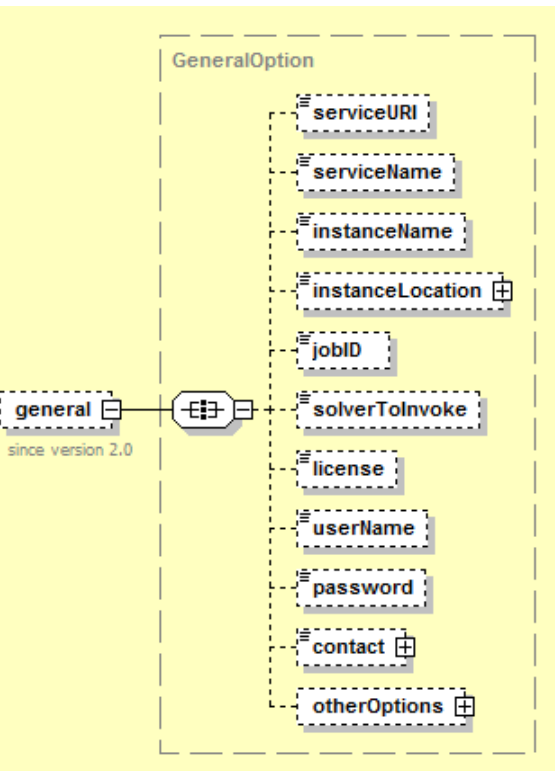 GeneralOption
serviceURI
serviceName
instanceName
instanceLocation
jobID
general
solverToInvoke
since version 2.0
license
userName
password
contact
otherOptions